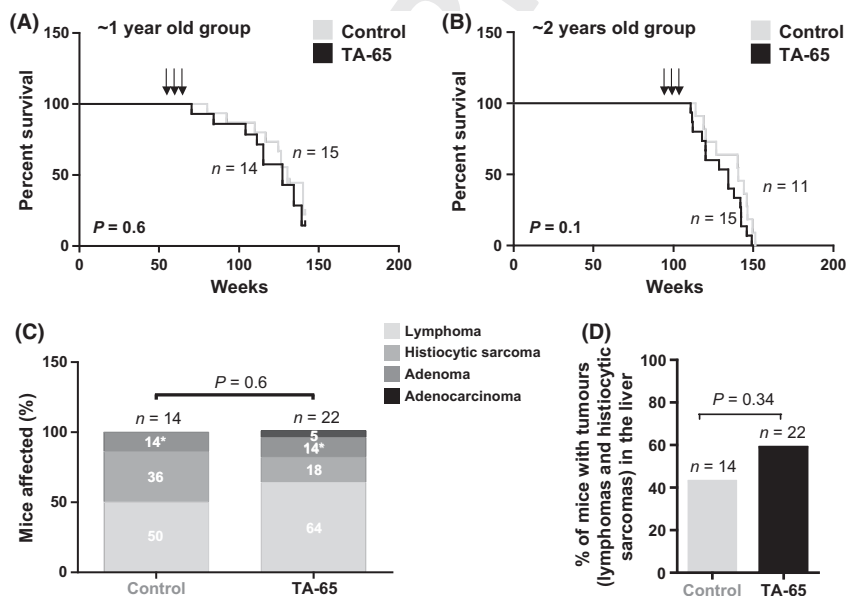 (A)
~1 year old group
Control
TA-65
150
100
50
0
Percent survival
n = 15
n = 14
P = 0.6
0 50 100 150 200
Weeks
(B)
~2 years old group
Control
TA-65
150
100
50
0
Percent survival
n = 11
n = 15
P = 0.1
0 50 100 150 200
Weeks
(C)
Lymphoma
Histiocytic sarcoma
Adenoma
Adenocarcinoma
150
100
50
0
Mice affected (%)
P = 0.6
n = 14
n = 22
14*
36
50
5
14*
18
64
Control
TA-65
(D)
% of mice with tumours
(lymphomas and histiocytic
sarcomas) in the liver
100
80
60
40
20
0
P = 0.34
n = 22
n = 14
Control
TA-65